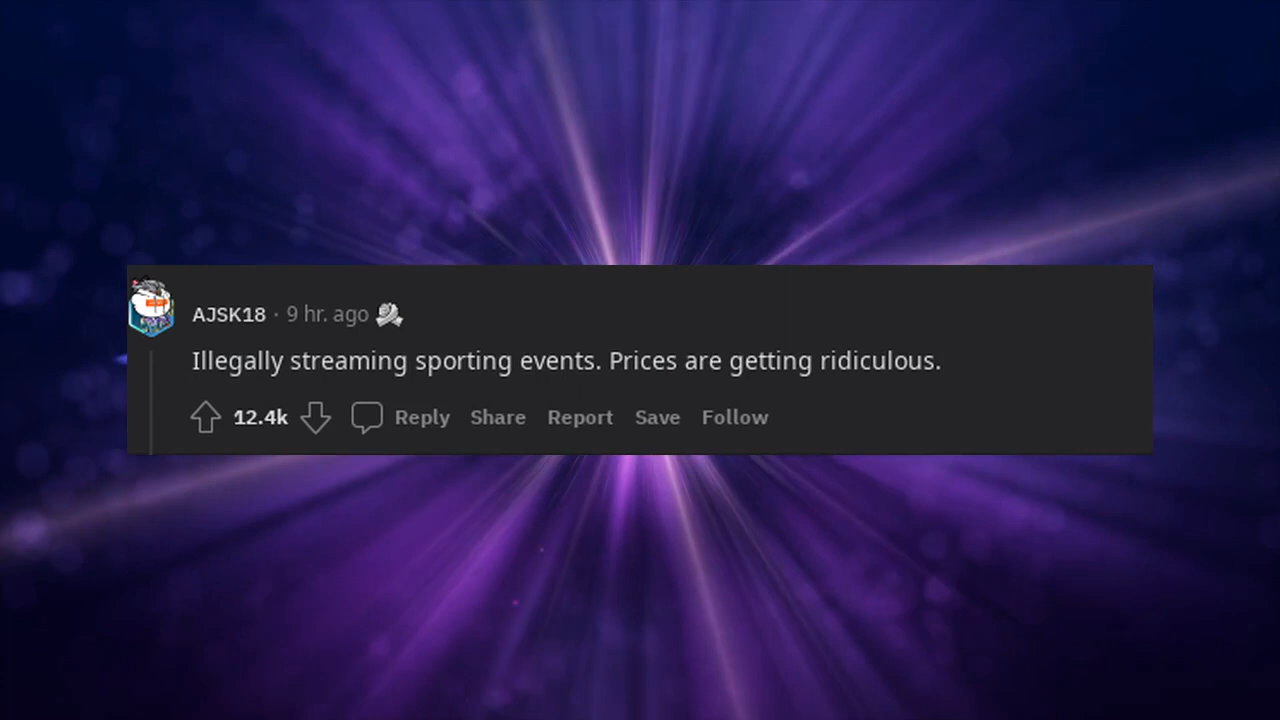 AJSK18 · 9 hr. ago
Illegally streaming sporting events. Prices are getting ridiculous.
12.4k Reply Share Report Save Follow